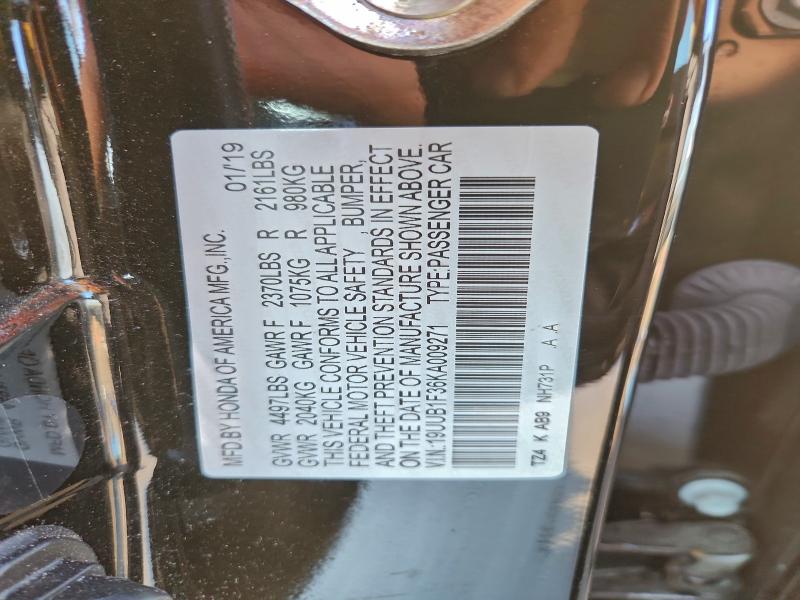 MFD.BY HONDA OF AMERICA MFG.,INC. 01/19
GVWR 4497LBS GAWR F 2370LBS R 2161LBS
GVWR 2040KG GAWR F 1075KG R 980KG
THIS VEHICLE CONFORMS TO ALL APPLICABLE
FEDERAL MOTOR VEHICLE SAFETY , BUMPER,
AND THEFT PREVENTION STANDARDS IN EFFECT
ON THE DATE OF MANUFACTURE SHOWN ABOVE.
V.I.N.:19UUB1F36KA009271 TYPE:PASSENGER CAR
TZ4 K AB9 NH731P A A